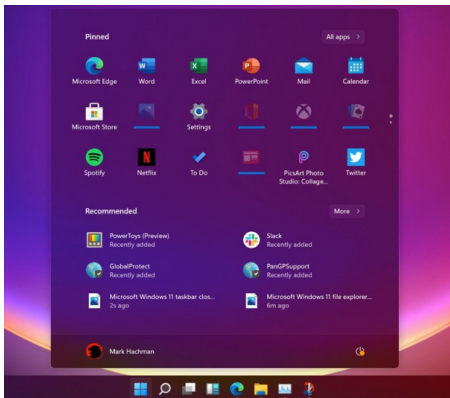 Pinned
All apps >
Microsoft Edge
Word
Excel
PowerPoint
Mail
Calendar
Microsoft Store
Settings
Spotify
Netflix
To Do
PicsArt Photo
Studio: Collage...
Twitter
Recommended
More >
PowerToys (Preview)
Recently added
Slack
Recently added
GlobalProtect
Recently added
PanGPSupport
Recently added
Microsoft Windows 11 taskbar clos...
2s ago
Microsoft Windows 11 file explorer...
6m ago
Mark Hachman